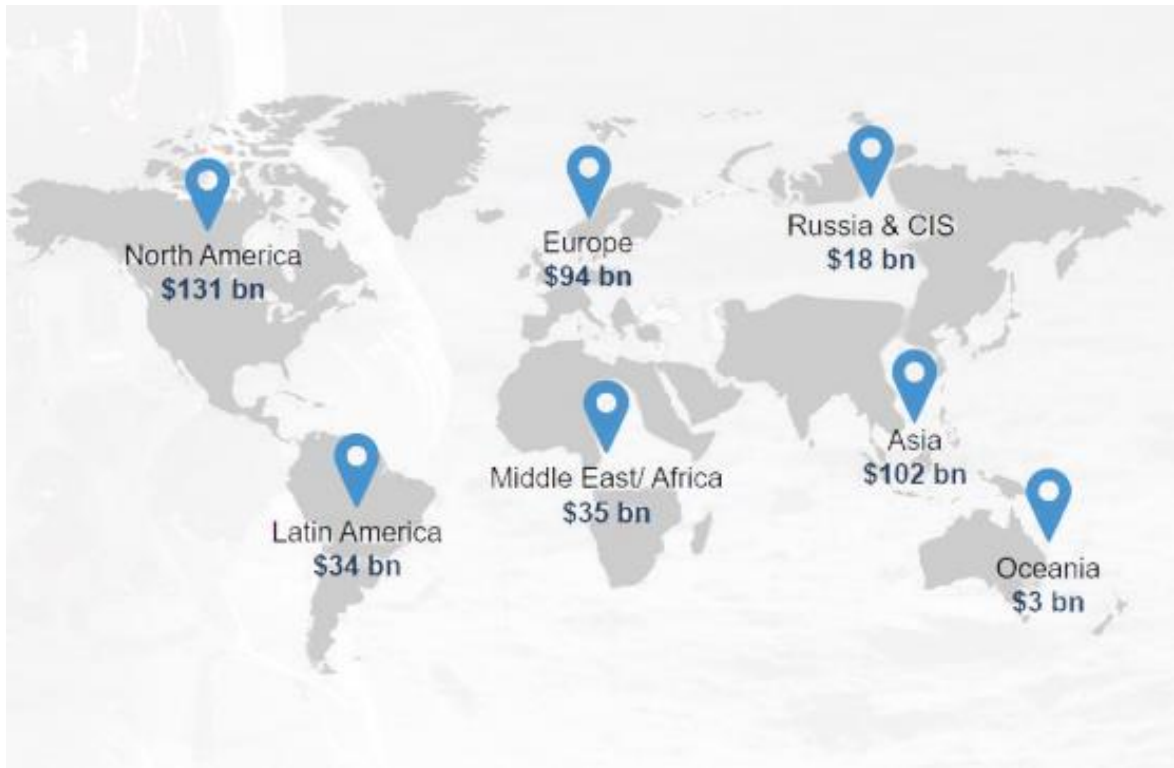 North America
$131 bn
Europe
$94 bn
Russia & CIS
$18 bn
Asia
$102 bn
Middle East/ Africa
$35 bn
Latin America
$34 bn
Oceania
$3 bn